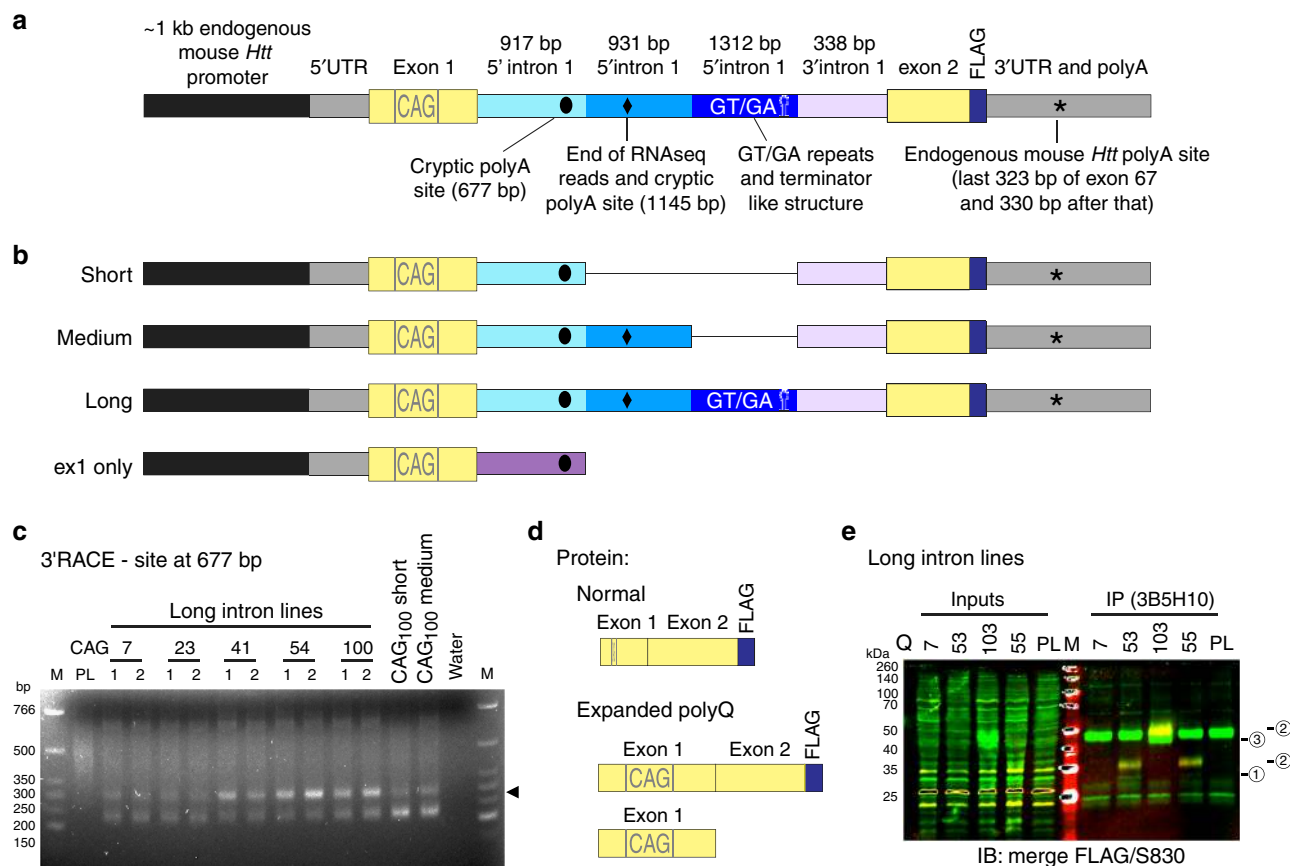 a
~1 kb endogenous
mouse Htt
promoter
5′UTR
Exon 1
917 bp
5′ intron 1
931 bp
5′intron 1
1312 bp
5′intron 1
338 bp
3′intron 1
exon 2
FLAG
3′UTR and polyA
CAG
GT/GA
*
Cryptic polyA
site (677 bp)
End of RNAseq
reads and cryptic
polyA site (1145 bp)
GT/GA repeats
and terminator
like structure
Endogenous mouse Htt polyA site
(last 323 bp of exon 67
and 330 bp after that)
b
Short
CAG
*
Medium
CAG
*
Long
CAG
GT/GA
*
ex1 only
CAG
c
3'RACE - site at 677 bp
Long intron lines
CAG 7 23 41 54 100
CAG100 short
CAG100 medium
Water
M PL 1 2 1 2 1 2 1 2 1 2 M
bp
766
500
350
300
250
200
150
d
Protein:
Normal
Exon 1 Exon 2
FLAG
Expanded polyQ
Exon 1 Exon 2
FLAG
CAG
Exon 1
CAG
e
Long intron lines
Inputs
IP (3B5H10)
Q 7 53 103 55 PL M 7 53 103 55 PL
kDa
260
140
100
70
50
40
35
25
②
③
②
①
IB: merge FLAG/S830